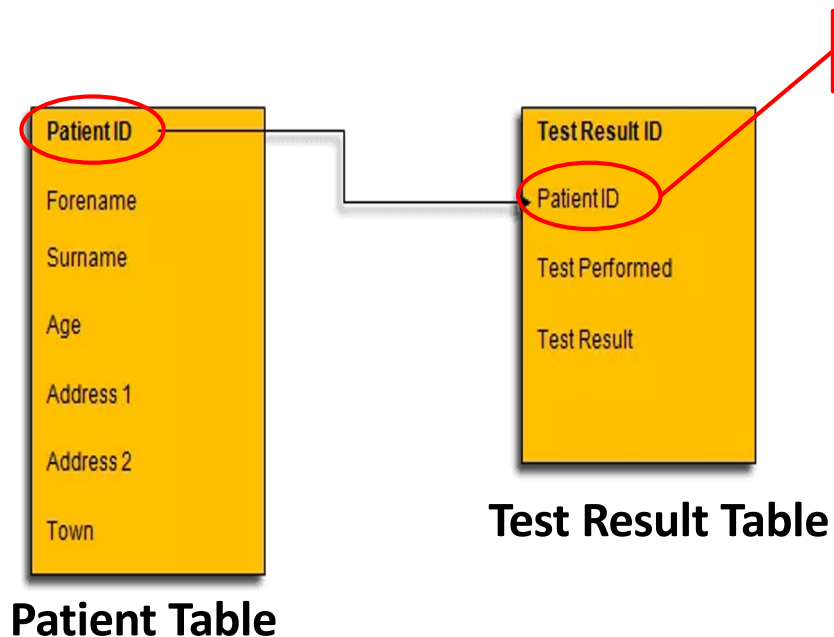 Patient ID
Forename
Surname
Age
Address 1
Address 2
Town
Patient Table
Test Result ID
Patient ID
Test Performed
Test Result
Test Result Table